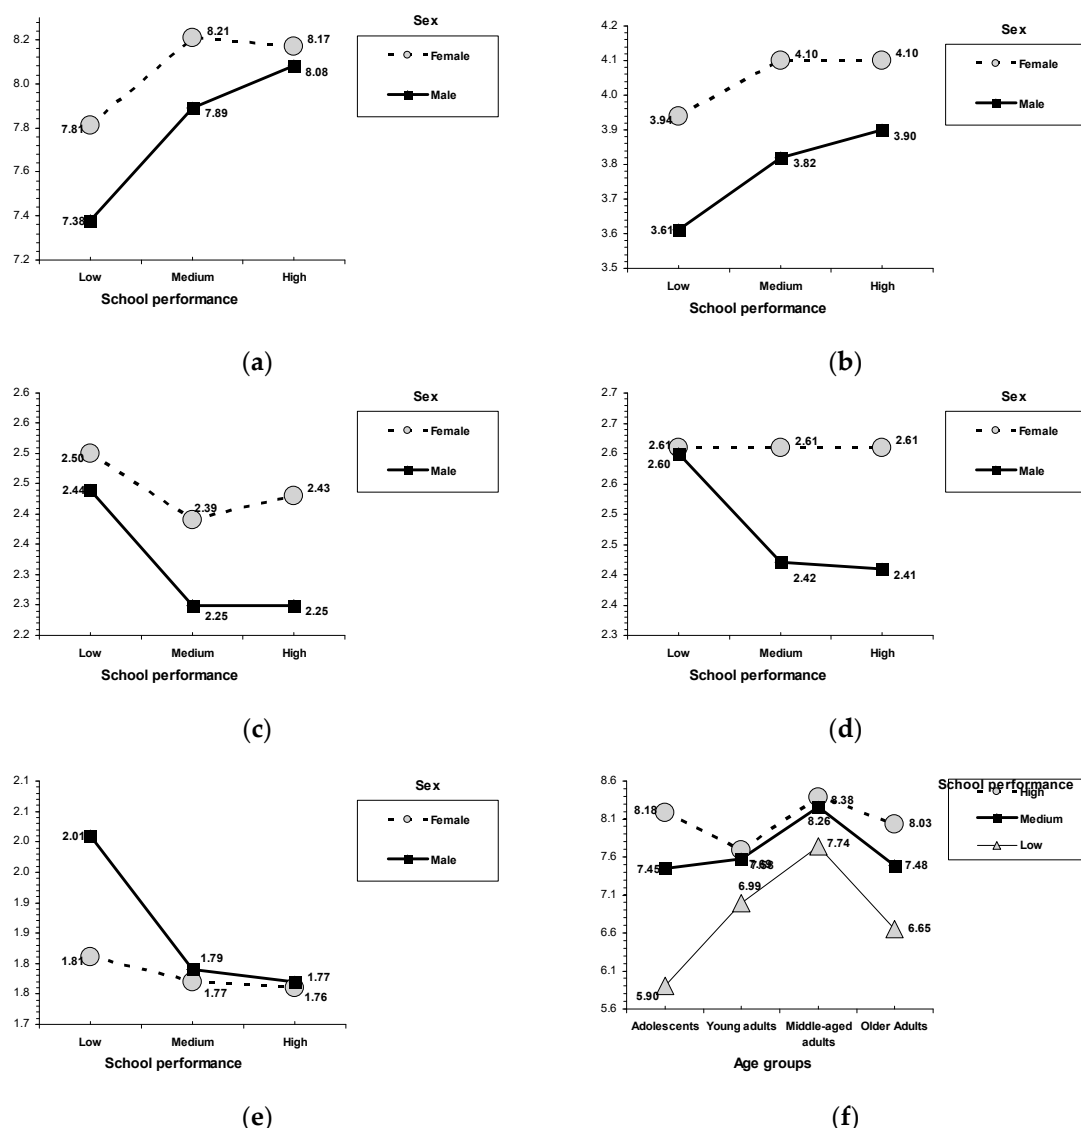 Sex
Female
Male
8.2
8.0
7.8
7.6
7.4
7.2
7.81
8.21
8.17
7.38
7.89
8.08
Low Medium High
School performance
(a)
Sex
Female
Male
4.2
4.1
4.0
3.9
3.8
3.7
3.6
3.5
3.94
4.10
4.10
3.61
3.82
3.90
Low Medium High
School performance
(b)
Sex
Female
Male
2.6
2.6
2.5
2.5
2.4
2.4
2.3
2.3
2.2
2.50
2.39
2.43
2.44
2.25
2.25
Low Medium High
School performance
(c)
Sex
Female
Male
2.7
2.7
2.6
2.6
2.5
2.5
2.4
2.4
2.3
2.61
2.61
2.61
2.60
2.42
2.41
Low Medium High
School performance
(d)
Sex
Female
Male
2.1
2.1
2.0
2.0
1.9
1.9
1.8
1.8
1.7
2.01
1.79
1.77
1.81
1.77
1.76
Low Medium High
School performance
(e)
School performance
High
Medium
Low
8.6
8.1
7.6
7.1
6.6
6.1
5.6
8.18
7.69
8.38
8.03
7.45
8.26
7.48
5.90
6.99
7.74
6.65
Adolescents Young adults Middle-aged adults Older Adults
Age groups
(f)